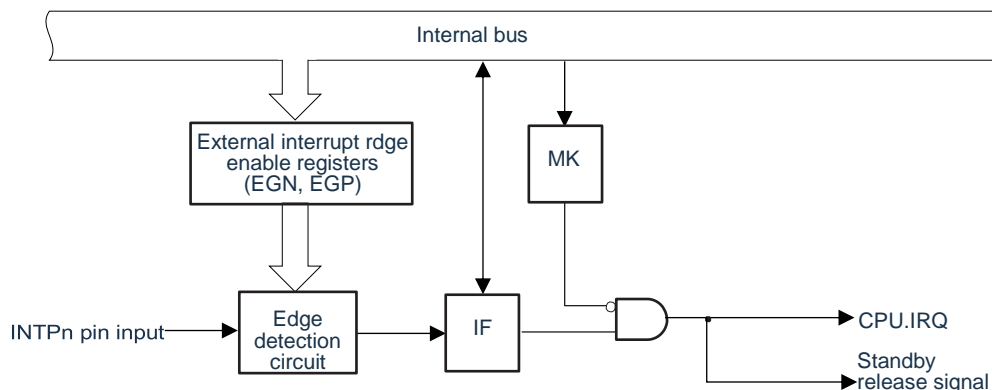 Internal bus
External interrupt rdge
enable registers
(EGN, EGP)
MK
INTPn pin input
Edge
detection
circuit
IF
CPU.IRQ
Standby
release signal